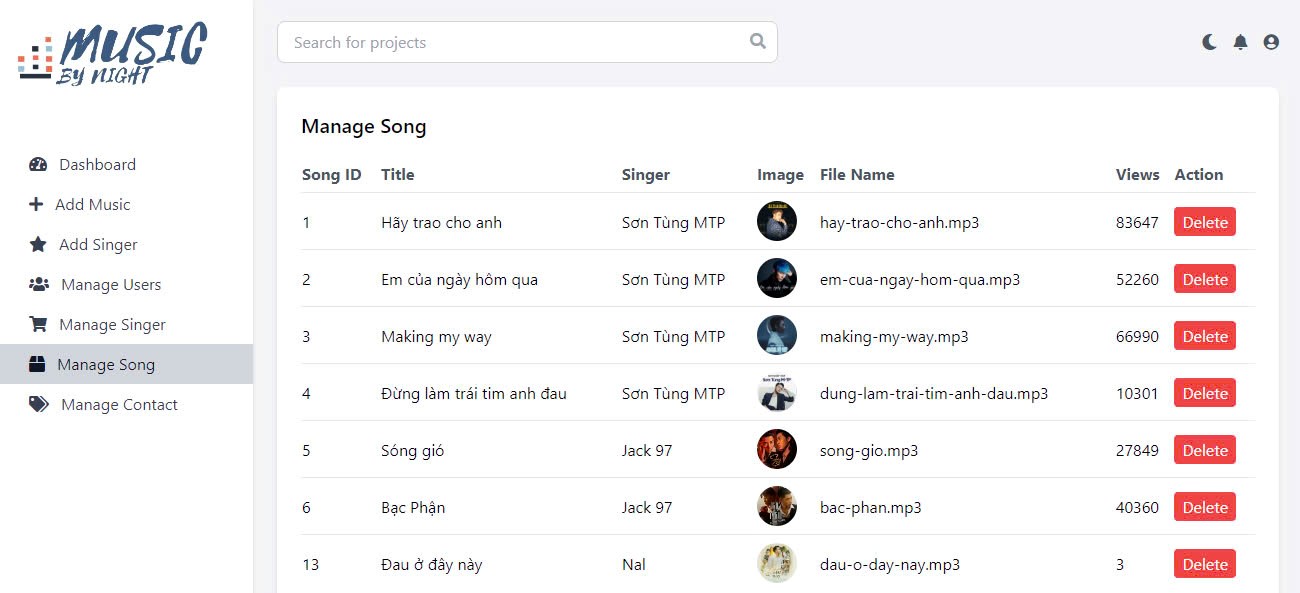 MUSIC
BY NIGHT
Search for projects
Dashboard
Add Music
Add Singer
Manage Users
Manage Singer
Manage Song
Manage Contact
Manage Song
Song ID Title Singer Image File Name Views Action
1 Hãy trao cho anh Sơn Tùng MTP hay-trao-cho-anh.mp3 83647 Delete
2 Em của ngày hôm qua Sơn Tùng MTP em-cua-ngay-hom-qua.mp3 52260 Delete
3 Making my way Sơn Tùng MTP making-my-way.mp3 66990 Delete
4 Đừng làm trái tim anh đau Sơn Tùng MTP dung-lam-trai-tim-anh-dau.mp3 10301 Delete
5 Sóng gió Jack 97 song-gio.mp3 27849 Delete
6 Bạc Phận Jack 97 bac-phan.mp3 40360 Delete
13 Đau ở đây này Nal dau-o-day-nay.mp3 3 Delete